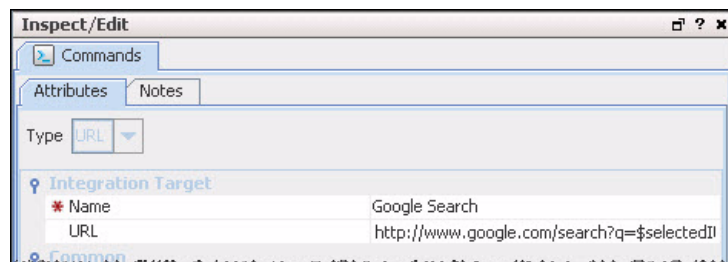 Inspect/Edit
Commands
Attributes Notes
Type URL
Integration Target
* Name Google Search
URL http://www.google.com/search?q=$selectedI
Common